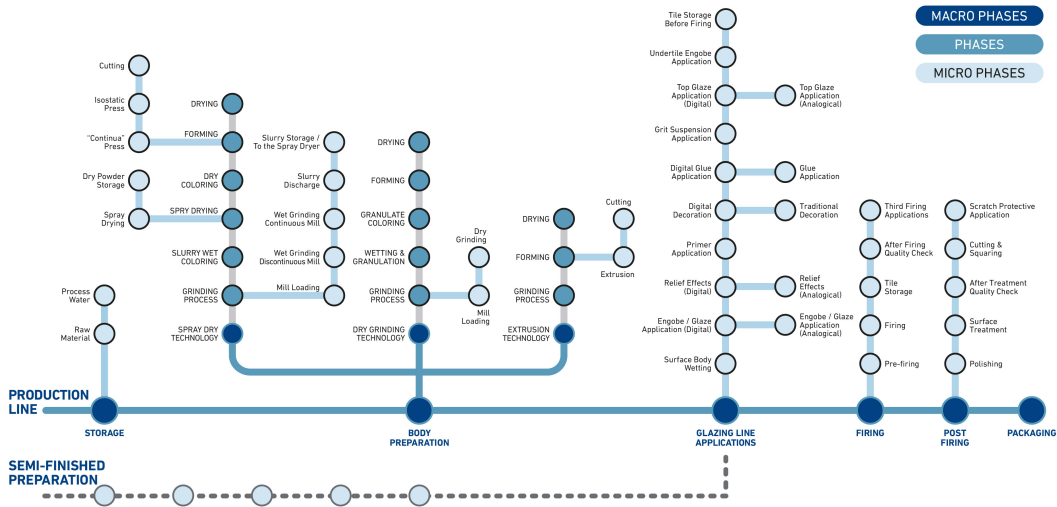 MACRO PHASES
PHASES
MICRO PHASES
Cutting
Isostatic
Press
"Continua"
Press
Dry Powder
Storage
Spray
Drying
Process
Water
Raw
Material
DRYING
FORMING
DRY
COLORING
SPRY DRYING
SLURRY WET
COLORING
GRINDING
PROCESS
SPRAY DRY
TECHNOLOGY
Slurry Storage /
To the Spray Dryer
Slurry
Discharge
Wet Grinding
Continuous Mill
Wet Grinding
Discontinuous Mill
Mill Loading
DRYING
FORMING
GRANULATE
COLORING
WETTING &
GRANULATION
GRINDING
PROCESS
DRY GRINDING
TECHNOLOGY
Dry
Grinding
Mill
Loading
DRYING
FORMING
GRINDING
PROCESS
EXTRUSION
TECHNOLOGY
Cutting
Extrusion
Tile Storage
Before Firing
Undertile Engobe
Application
Top Glaze
Application
(Digital)
Top Glaze
Application
(Analogical)
Grit Suspension
Application
Digital Glue
Application
Glue
Application
Digital
Decoration
Traditional
Decoration
Primer
Application
Relief Effects
(Digital)
Relief
Effects
(Analogical)
Engobe / Glaze
Application (Digital)
Engobe / Glaze
Application
(Analogical)
Surface Body
Wetting
Third Firing
Applications
After Firing
Quality Check
Tile
Storage
Firing
Pre-firing
Scratch Protective
Application
Cutting &
Squaring
After Treatment
Quality Check
Surface
Treatment
Polishing
PRODUCTION
LINE
STORAGE
BODY
PREPARATION
GLAZING LINE
APPLICATIONS
FIRING
POST
FIRING
PACKAGING
SEMI-FINISHED
PREPARATION